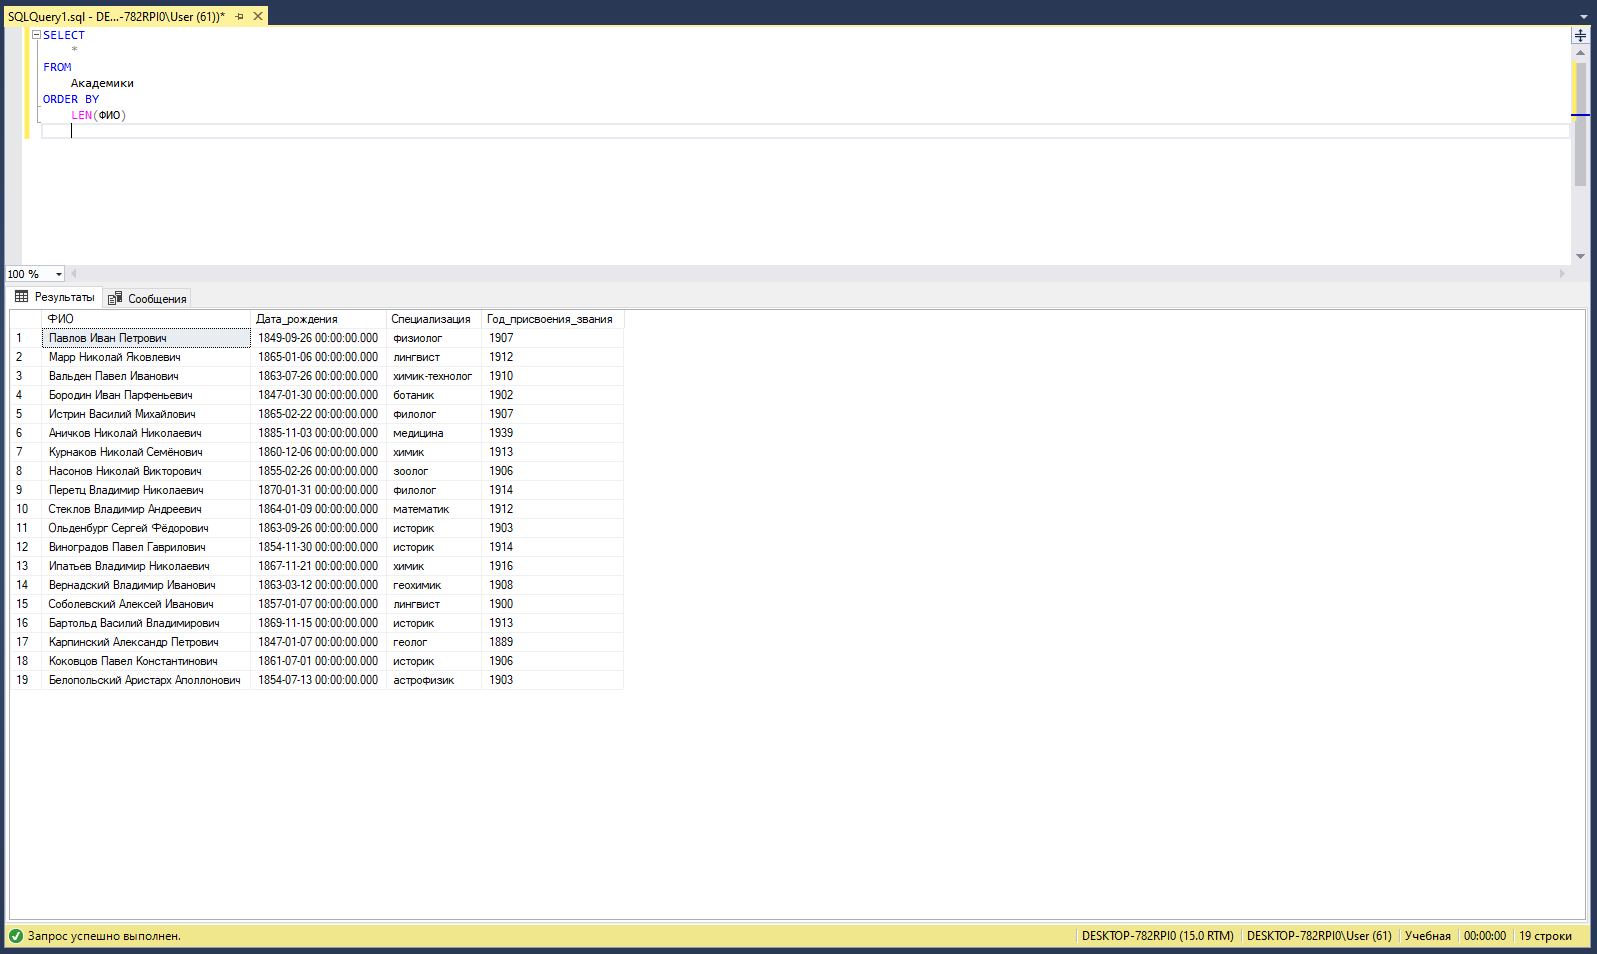 SQLQuery1.sql - DE...-782RPI0\User (61))*
SELECT
*
FROM
Академики
ORDER BY
LEN(ФИО)
100 %
Результаты Сообщения
ФИО Дата_рождения Специализация Год_присвоения_звания
1 Павлов Иван Петрович 1849-09-26 00:00:00.000 физиолог 1907
2 Марр Николай Яковлевич 1865-01-06 00:00:00.000 лингвист 1912
3 Вальден Павел Иванович 1863-07-26 00:00:00.000 химик-технолог 1910
4 Бородин Иван Парфеньевич 1847-01-30 00:00:00.000 ботаник 1902
5 Истрин Василий Михайлович 1865-02-22 00:00:00.000 филолог 1907
6 Аничков Николай Николаевич 1885-11-03 00:00:00.000 медицина 1939
7 Курнаков Николай Семёнович 1860-12-06 00:00:00.000 химик 1913
8 Насонов Николай Викторович 1855-02-26 00:00:00.000 зоолог 1906
9 Перетц Владимир Николаевич 1870-01-31 00:00:00.000 филолог 1914
10 Стеклов Владимир Андреевич 1864-01-09 00:00:00.000 математик 1912
11 Ольденбург Сергей Фёдорович 1863-09-26 00:00:00.000 историк 1903
12 Виноградов Павел Гаврилович 1854-11-30 00:00:00.000 историк 1914
13 Ипатьев Владимир Николаевич 1867-11-21 00:00:00.000 химик 1916
14 Вернадский Владимир Иванович 1863-03-12 00:00:00.000 геохимик 1908
15 Соболевский Алексей Иванович 1857-01-07 00:00:00.000 лингвист 1900
16 Бартольд Василий Владимирович 1869-11-15 00:00:00.000 историк 1913
17 Карпинский Александр Петрович 1847-01-07 00:00:00.000 геолог 1889
18 Коковцов Павел Константинович 1861-07-01 00:00:00.000 историк 1906
19 Белопольский Аристарх Аполлонович 1854-07-13 00:00:00.000 астрофизик 1903
Запрос успешно выполнен. DESKTOP-782RPI0 (15.0 RTM) DESKTOP-782RPI0\User (61) Учебная 00:00:00 19 строки